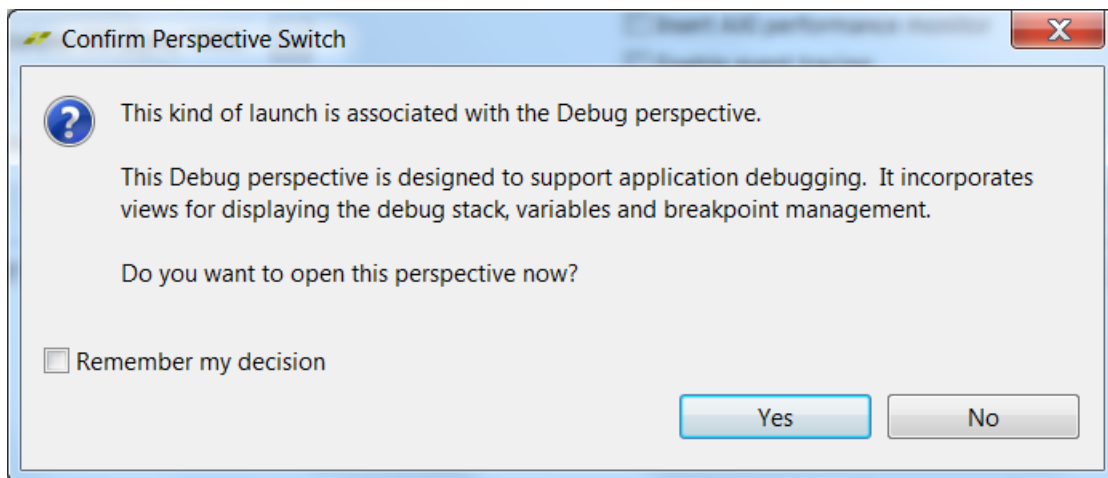 Confirm Perspective Switch
This kind of launch is associated with the Debug perspective.
This Debug perspective is designed to support application debugging.  It incorporates
views for displaying the debug stack, variables and breakpoint management.
Do you want to open this perspective now?
Remember my decision
Yes
No